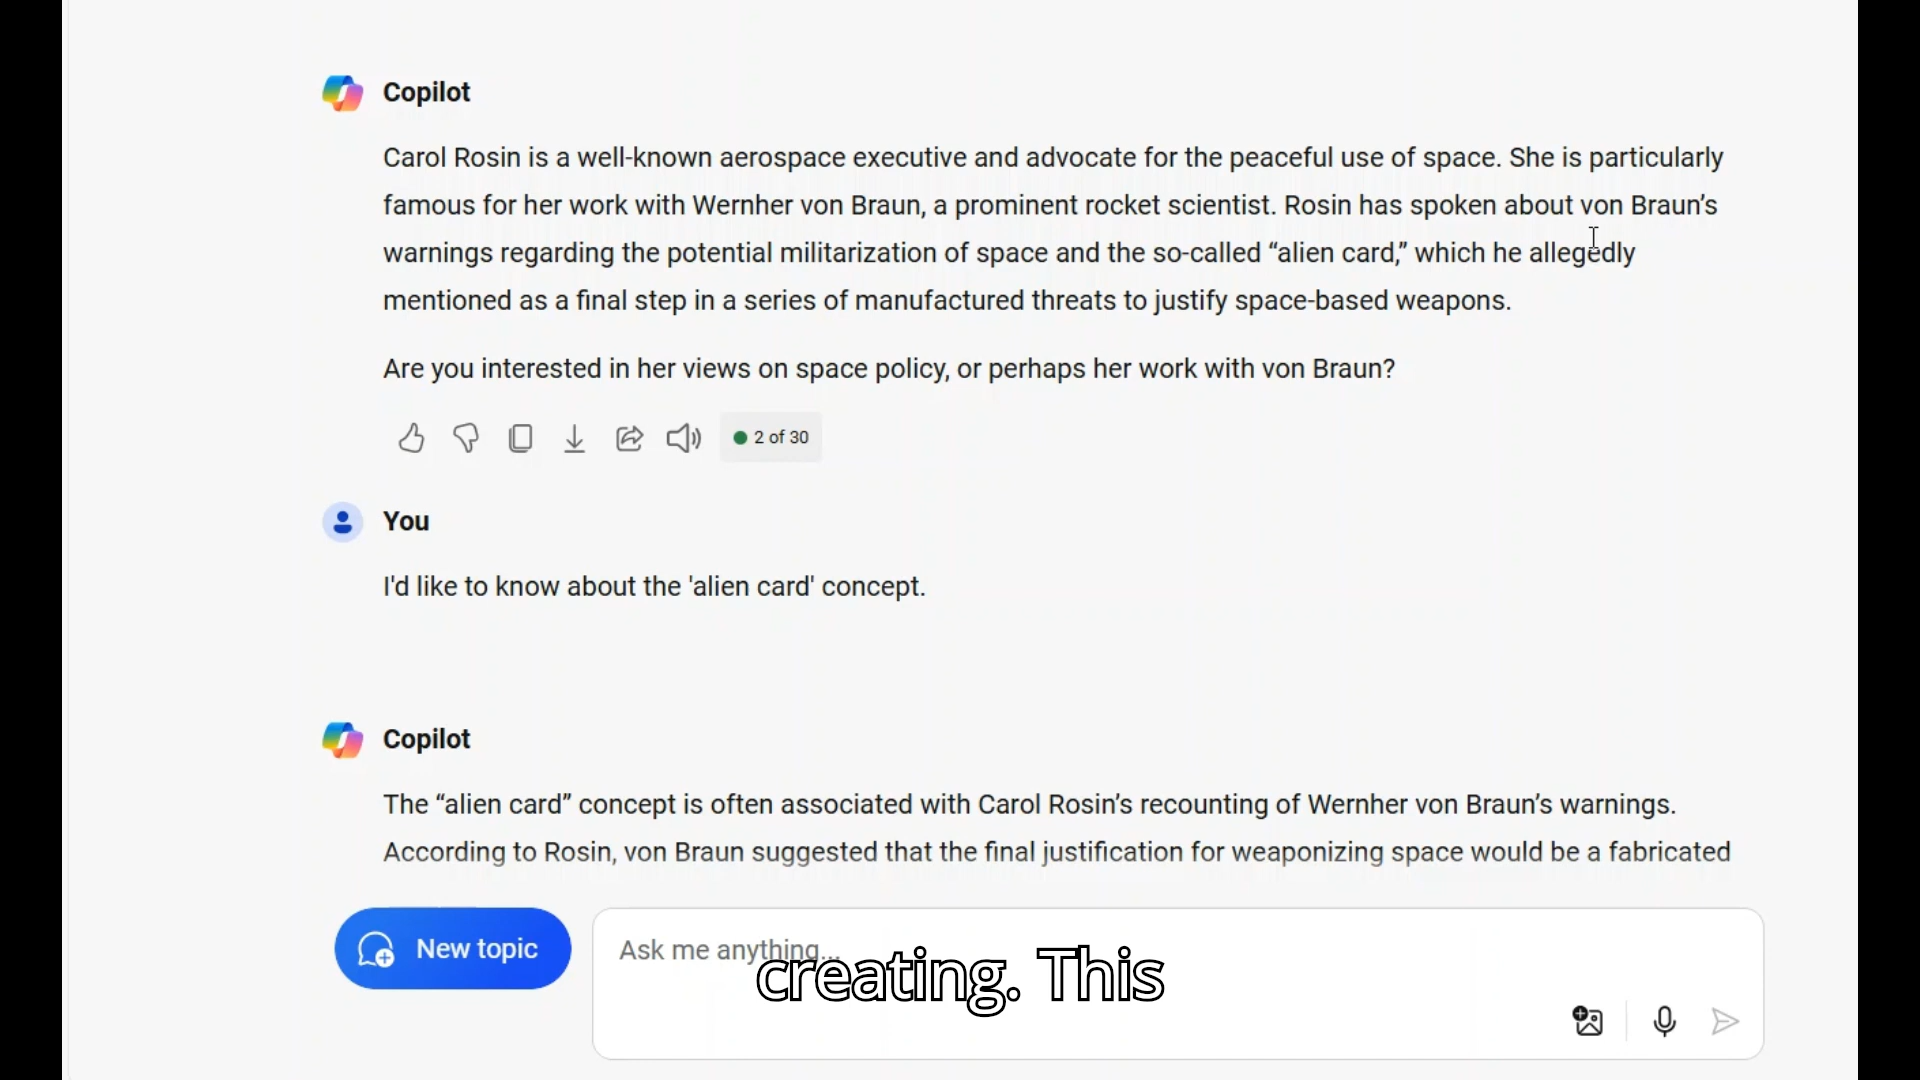 Copilot
Carol Rosin is a well-known aerospace executive and advocate for the peaceful use of space. She is particularly
famous for her work with Wernher von Braun, a prominent rocket scientist. Rosin has spoken about von Braun’s
warnings regarding the potential militarization of space and the so-called “alien card,” which he allegedly
mentioned as a final step in a series of manufactured threats to justify space-based weapons.
Are you interested in her views on space policy, or perhaps her work with von Braun?
2 of 30
You
I'd like to know about the 'alien card' concept.
Copilot
The “alien card” concept is often associated with Carol Rosin’s recounting of Wernher von Braun’s warnings.
According to Rosin, von Braun suggested that the final justification for weaponizing space would be a fabricated
New topic
Ask me anything...
creating. This